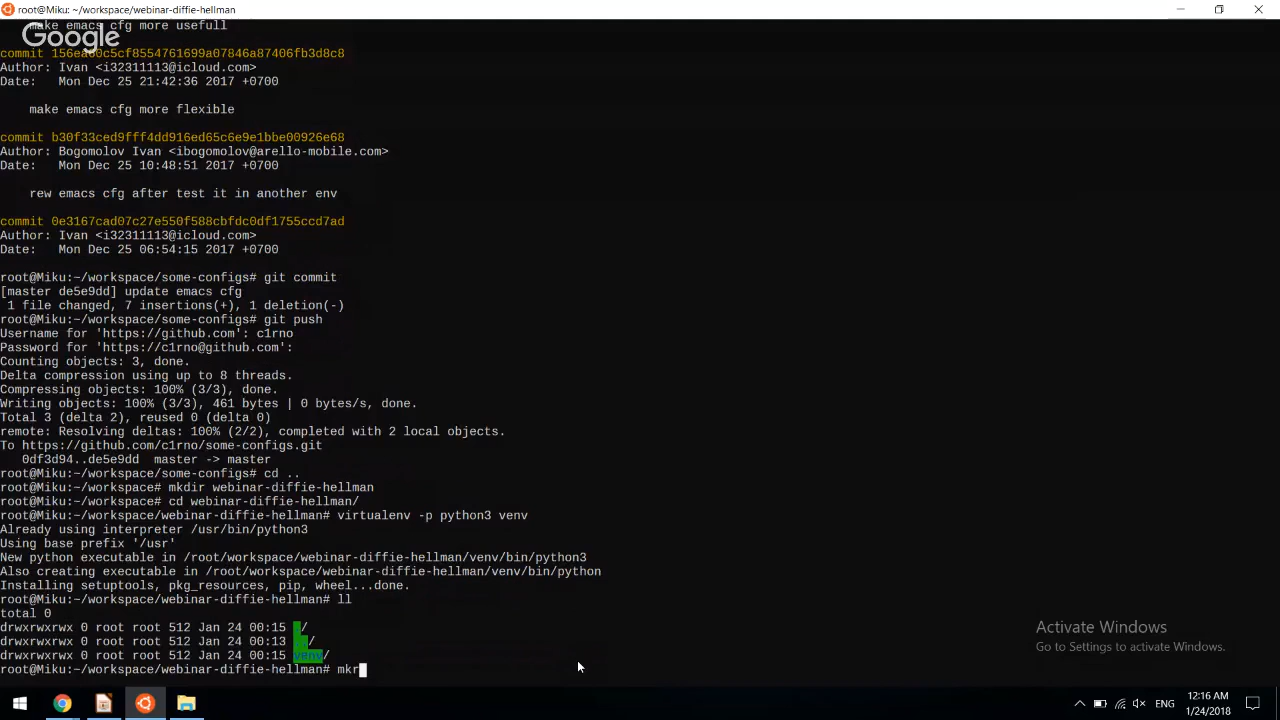 root@Miku: ~/workspace/webinar-diffie-hellman
make emacs cfg more usefull
Google
commit 156ea60c5cf8554761699a07846a87406fb3d8c8
Author: Ivan <i32311113@icloud.com>
Date:   Mon Dec 25 21:42:36 2017 +0700
make emacs cfg more flexible
commit b30f33ced9fff4dd916ed65c6e9e1bbe00926e68
Author: Bogomolov Ivan <ibogomolov@arello-mobile.com>
Date:   Mon Dec 25 10:48:51 2017 +0700
rew emacs cfg after test it in another env
commit 0e3167cad07c27e550f588cbfdc0df1755ccd7ad
Author: Ivan <i32311113@icloud.com>
Date:   Mon Dec 25 06:54:15 2017 +0700
root@Miku:~/workspace/some-configs# git commit
[master de5e9dd] update emacs cfg
1 file changed, 7 insertions(+), 1 deletion(-)
root@Miku:~/workspace/some-configs# git push
Username for 'https://github.com': c1rno
Password for 'https://c1rno@github.com':
Counting objects: 3, done.
Delta compression using up to 8 threads.
Compressing objects: 100% (3/3), done.
Writing objects: 100% (3/3), 461 bytes | 0 bytes/s, done.
Total 3 (delta 2), reused 0 (delta 0)
remote: Resolving deltas: 100% (2/2), completed with 2 local objects.
To https://github.com/c1rno/some-configs.git
0df3d94..de5e9dd  master -> master
root@Miku:~/workspace/some-configs# cd ..
root@Miku:~/workspace# mkdir webinar-diffie-hellman
root@Miku:~/workspace# cd webinar-diffie-hellman/
root@Miku:~/workspace/webinar-diffie-hellman# virtualenv -p python3 venv
Already using interpreter /usr/bin/python3
Using base prefix '/usr'
New python executable in /root/workspace/webinar-diffie-hellman/venv/bin/python3
Also creating executable in /root/workspace/webinar-diffie-hellman/venv/bin/python
Installing setuptools, pkg_resources, pip, wheel...done.
root@Miku:~/workspace/webinar-diffie-hellman# ll
total 0
drwxrwxrwx 0 root root 512 Jan 24 00:15 ./
drwxrwxrwx 0 root root 512 Jan 24 00:13 ../
drwxrwxrwx 0 root root 512 Jan 24 00:15 venv/
root@Miku:~/workspace/webinar-diffie-hellman# mkr
Activate Windows
Go to Settings to activate Windows.
ENG
12:16 AM
1/24/2018